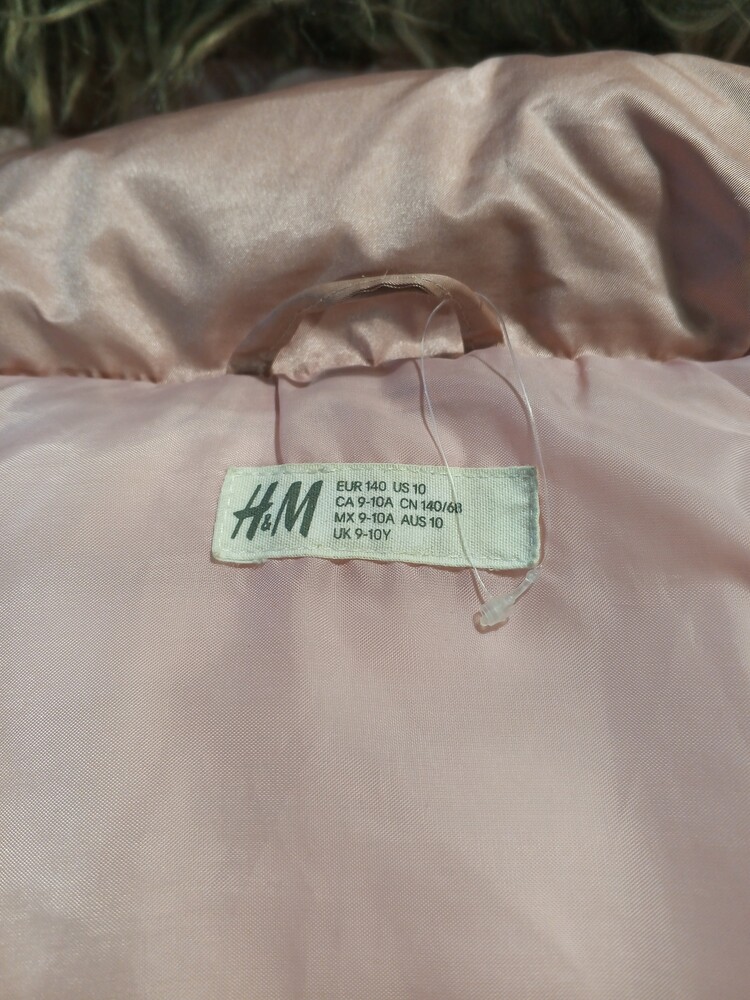 H&M
EUR 140 US 10
CA 9-10A CN 140/68
MX 9-10A AUS 10
UK 9-10Y